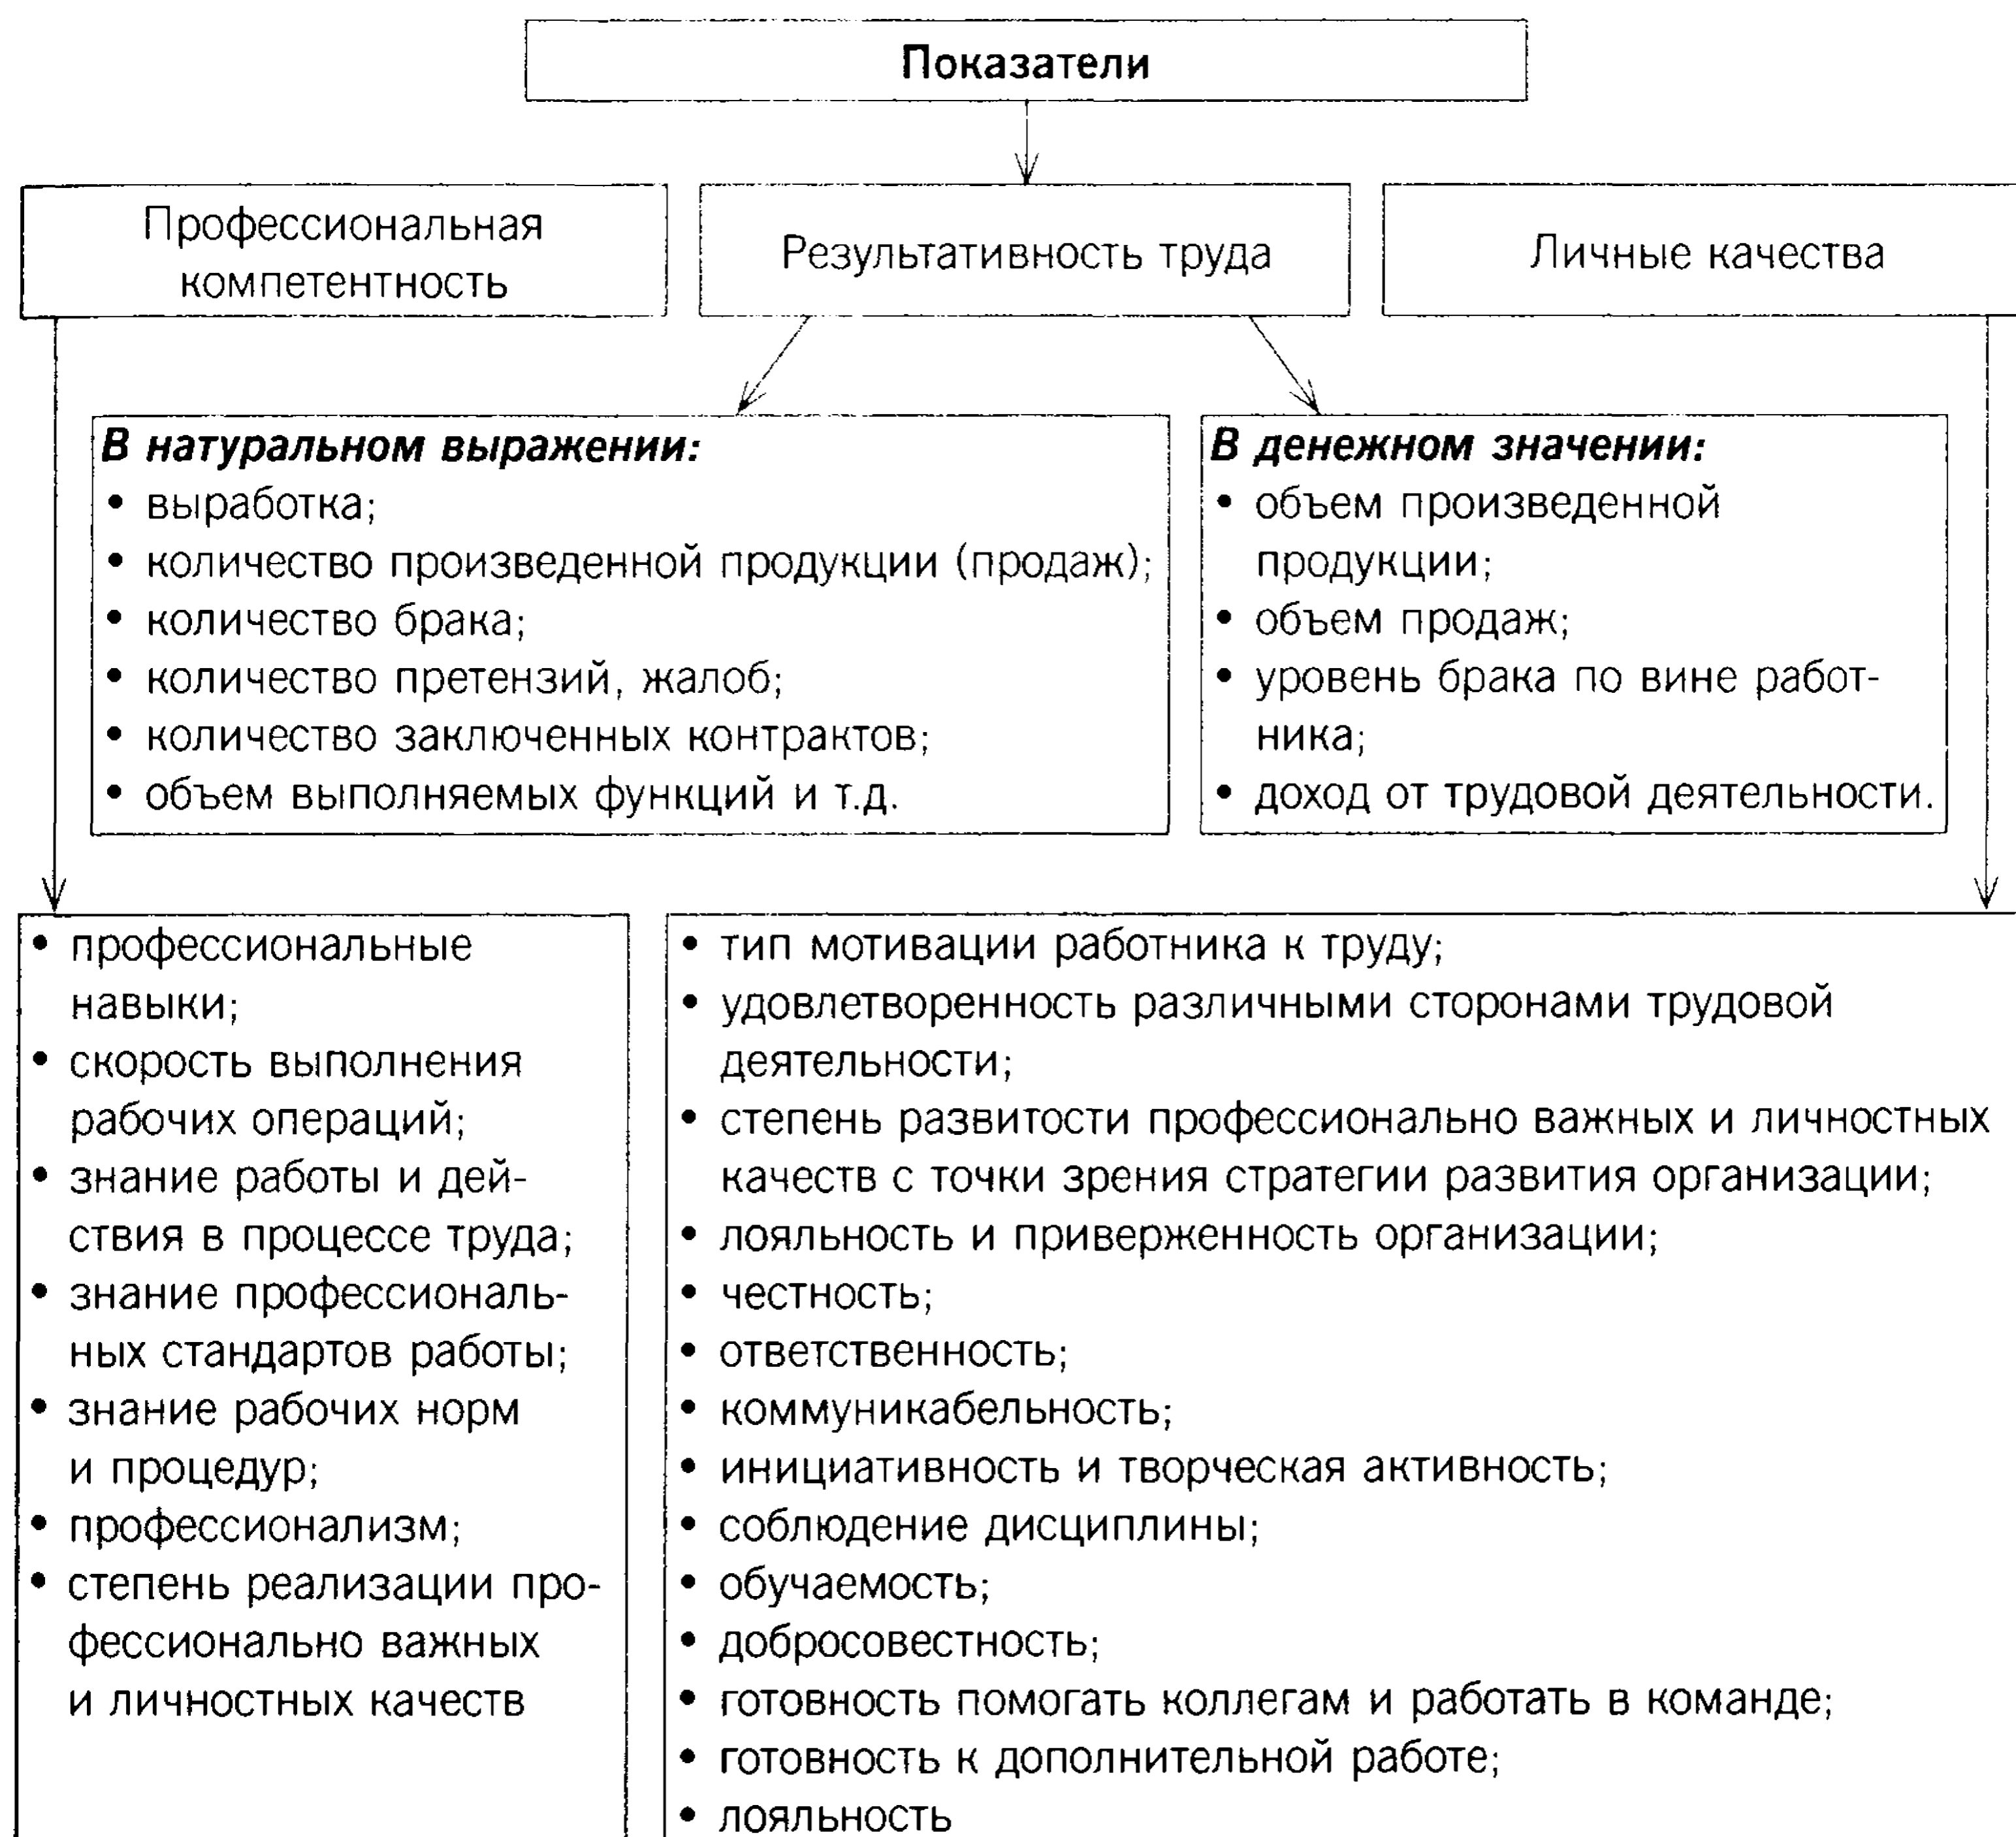 Показатели
Профессиональная
компетентность
Результативность труда
Личные качества
В натуральном выражении:
• выработка;
• количество произведенной продукции (продаж);
• количество брака;
• количество претензий, жалоб;
• количество заключенных контрактов;
• объем выполняемых функций и т.д.
В денежном значении:
• объем произведенной
продукции;
• объем продаж;
• уровень брака по вине работ-
ника;
• доход от трудовой деятельности.
• профессиональные
навыки;
• скорость выполнения
рабочих операций;
• знание работы и дей-
ствия в процессе труда;
• знание профессиональ-
ных стандартов работы;
• знание рабочих норм
и процедур;
• профессионализм;
• степень реализации про-
фессионально важных
и личностных качеств
• тип мотивации работника к труду;
• удовлетворенность различными сторонами трудовой
деятельности;
• степень развитости профессионально важных и личностных
качеств с точки зрения стратегии развития организации;
• лояльность и приверженность организации;
• честность;
• ответственность;
• коммуникабельность;
• инициативность и творческая активность;
• соблюдение дисциплины;
• обучаемость;
• добросовестность;
• готовность помогать коллегам и работать в команде;
• готовность к дополнительной работе;
• лояльность